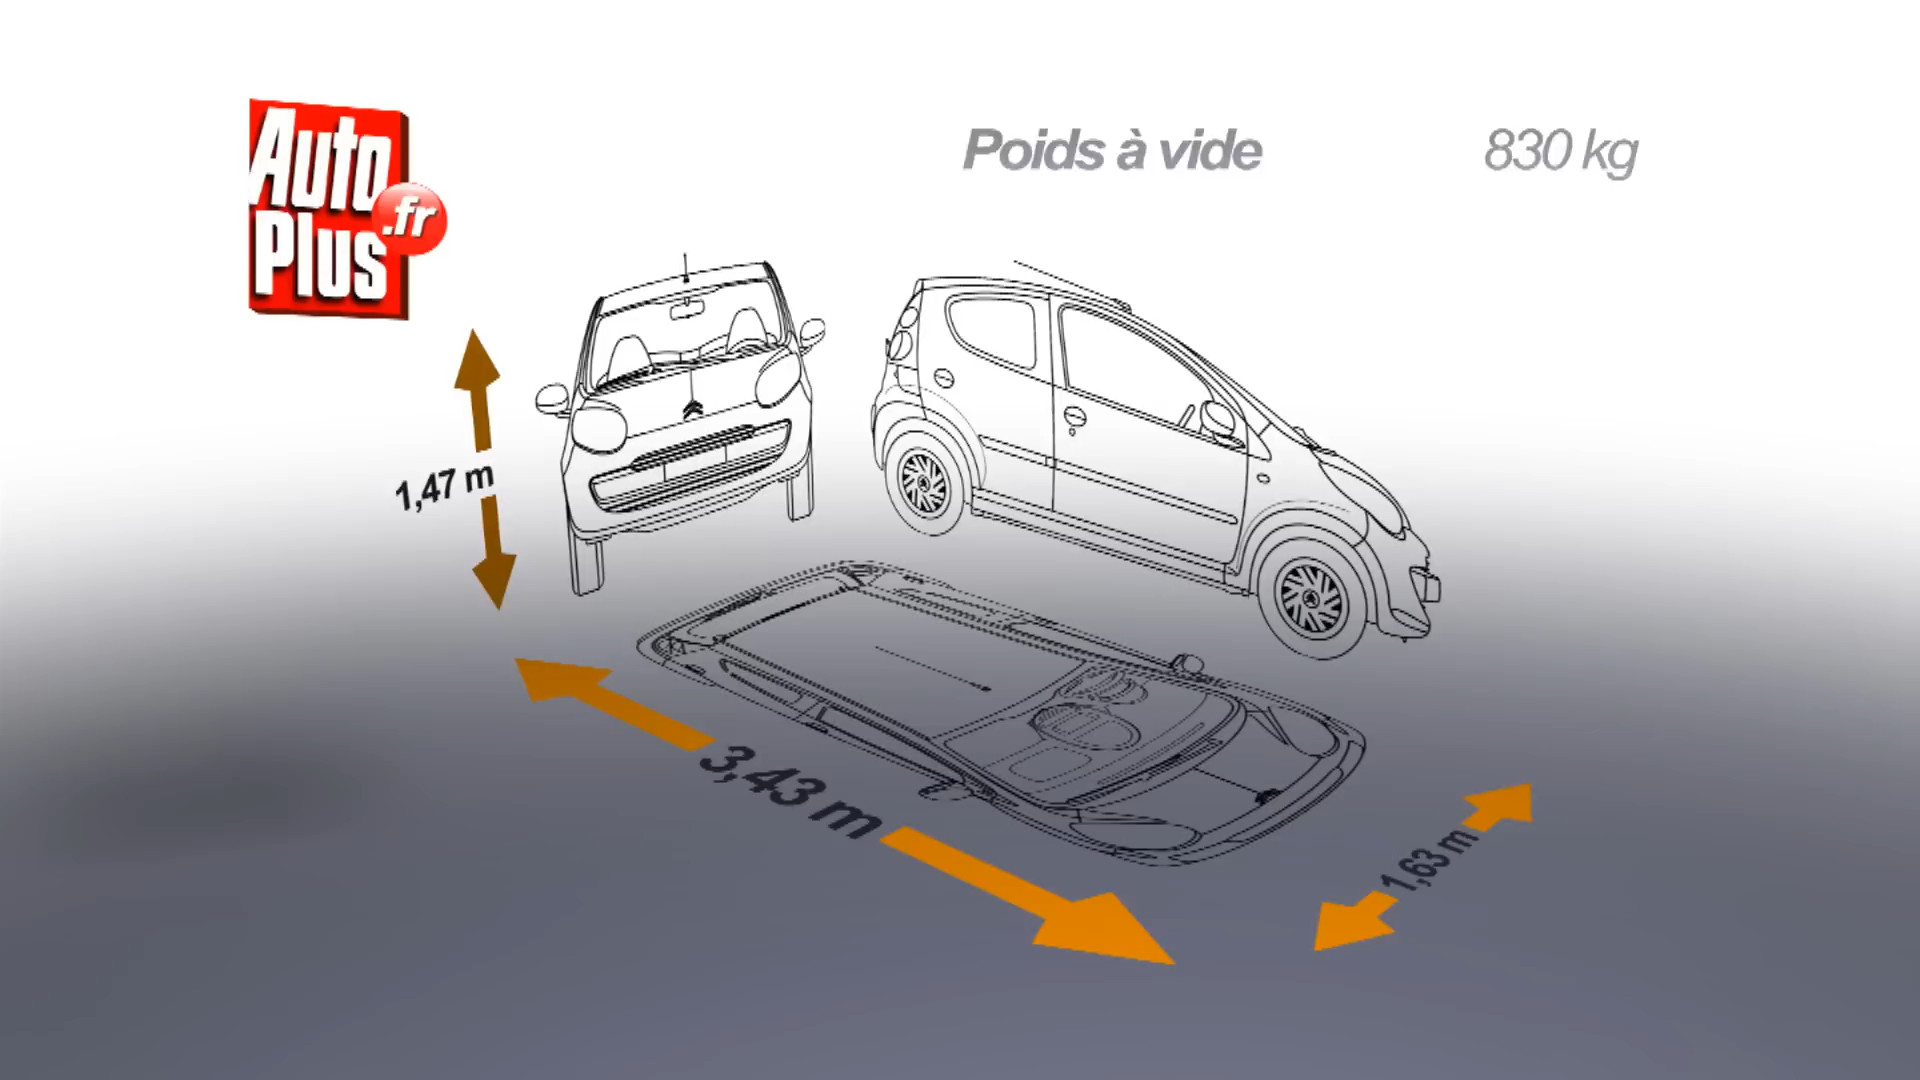 Auto
Plus
.fr
Poids à vide 830 kg
1,47 m
3,43 m
1,63 m